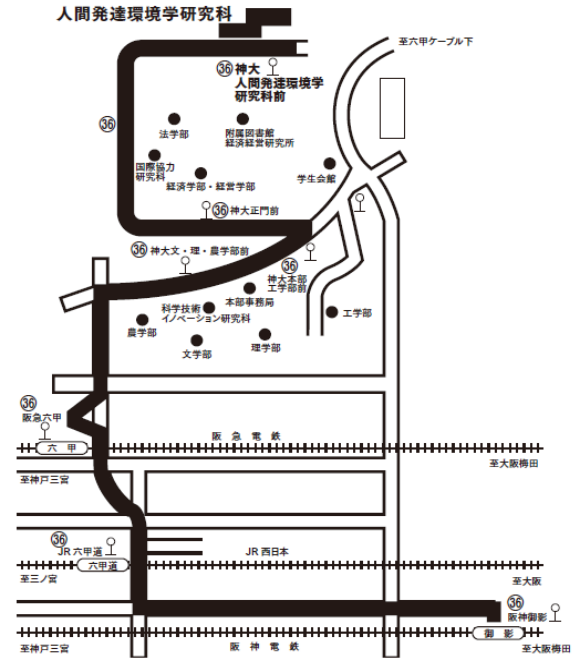 人間発達環境学研究科
至六甲ケーブル下
㊱ 神大
人間発達環境学
研究科前
㊱
法学部
附属図書館
経済経営研究所
国際協力
研究科
経済学部・経営学部
学生会館
㊱ 神大正門前
㊱ 神大文・理・農学部前
㊱
神大本部
工学部前
本部事務局
科学技術
イノベーション研究科
工学部
農学部
文学部
理学部
㊱
阪急六甲
阪急電鉄
六甲
至大阪梅田
至神戸三宮
㊱
JR六甲道
JR西日本
六甲道
至三ノ宮
至大阪
㊱
阪神御影
阪神電鉄
御影
至神戸三宮
至大阪梅田